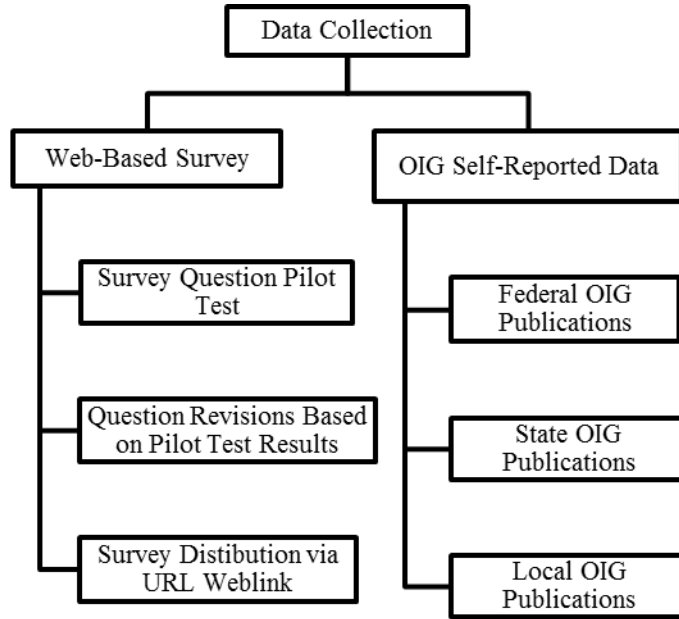 Data Collection
Web-Based Survey
OIG Self-Reported Data
Survey Question Pilot
Test
Question Revisions Based
on Pilot Test Results
Survey Distibution via
URL Weblink
Federal OIG
Publications
State OIG
Publications
Local OIG
Publications